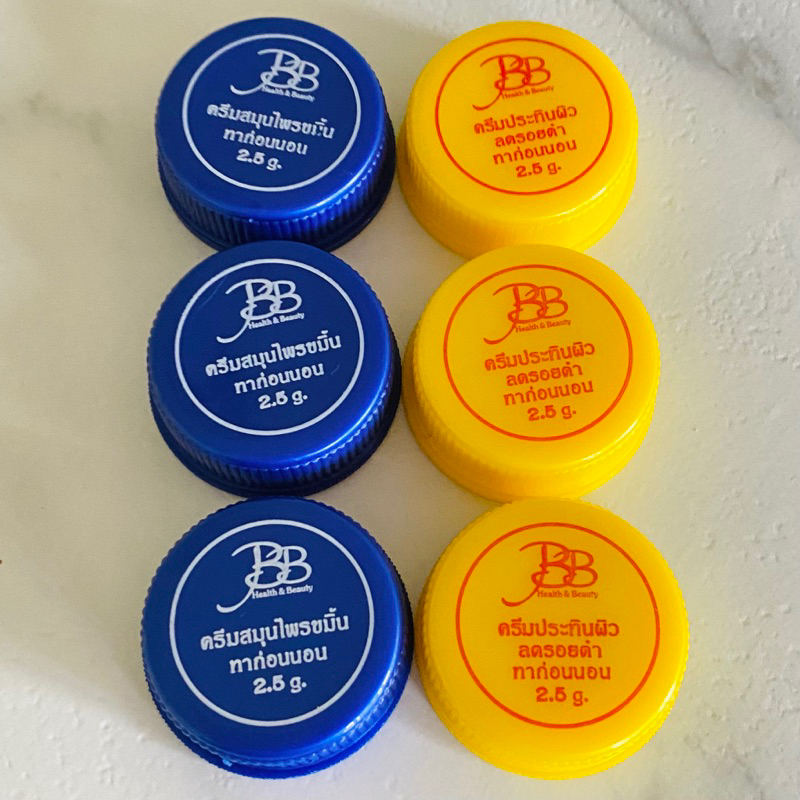 BB
Health & Beauty
ครีมสมุนไพรขมิ้น
ทาก่อนนอน
2.5 g.
BB
Health & Beauty
ครีมประทินผิว
ลดรอยดำ
ทาก่อนนอน
2.5 g.
BB
Health & Beauty
ครีมสมุนไพรขมิ้น
ทาก่อนนอน
2.5 g.
BB
Health & Beauty
ครีมประทินผิว
ลดรอยดำ
ทาก่อนนอน
2.5 g.
BB
Health & Beauty
ครีมสมุนไพรขมิ้น
ทาก่อนนอน
2.5 g.
BB
Health & Beauty
ครีมประทินผิว
ลดรอยดำ
ทาก่อนนอน
2.5 g.